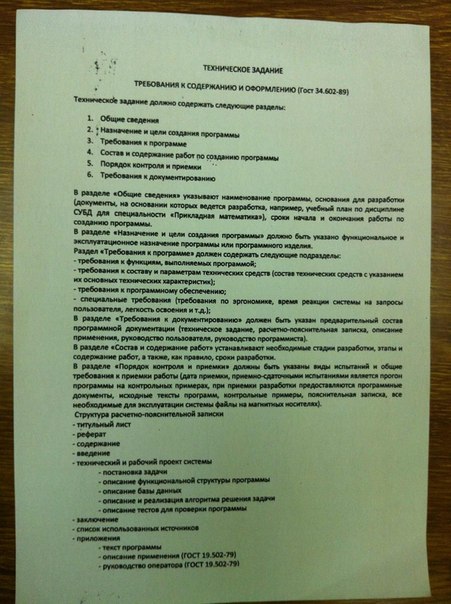 ТЕХНИЧЕСКОЕ ЗАДАНИЕ
ТРЕБОВАНИЯ К СОДЕРЖАНИЮ И ОФОРМЛЕНИЮ (Гост 34.602-89)
Техническое задание должно содержать следующие разделы:
1. Общие сведения
2. Назначение и цели создания программы
3. Требования к программе
4. Состав и содержание работ по созданию программы
5. Порядок контроля и приемки
6. Требования к документированию
В разделе «Общие сведения» указывают наименование программы, основания для разработки
(документы, на основании которых ведется разработка, например, учебный план по дисциплине
СУБД для специальности «Прикладная математика»), сроки начала и окончания работы по
созданию программы.
В разделе «Назначение и цели создания программы» должно быть указано функциональное и
эксплуатационное назначение программы или программного изделия.
Раздел «Требования к программе» должен содержать следующие подразделы:
- требования к функциям, выполняемых программой;
- требования к составу и параметрам технических средств (состав технических средств с указанием
их основных технических характеристик);
- требования к программному обеспечению;
- специальные требования (требования по эргономике, время реакции системы на запросы
пользователя, легкость освоения и т.д.);
В разделе «Требования к документированию» должен быть указан предварительный состав
программной документации (техническое задание, расчетно-пояснительная записка, описание
применения, руководство пользователя, руководство программиста).
В разделе «Состав и содержание работ» устанавливают необходимые стадии разработки, этапы и
содержание работ, а также, как правило, сроки разработки.
В разделе «Порядок контроля и приемки» должны быть указаны виды испытаний и общие
требования к приемки работы (дата приемки, приемно-сдаточными испытаниями является прогон
программы на контрольных примерах, при приемки разработки предоставляются программные
документы, исходные тексты программ, контрольные примеры, пояснительная записка, все
необходимые для эксплуатации системы файлы на магнитных носителях).
Структура расчетно-пояснительной записки
- титульный лист
- реферат
- содержание
- введение
- технический и рабочий проект системы
- постановка задачи
- описание функциональной структуры программы
- описание базы данных
- описание и реализация алгоритма решения задачи
- описание тестов для проверки программы
- заключение
- список использованных источников
- приложения
- текст программы
- описание применения (ГОСТ 19.502-79)
- руководство оператора (ГОСТ 19.502-79)